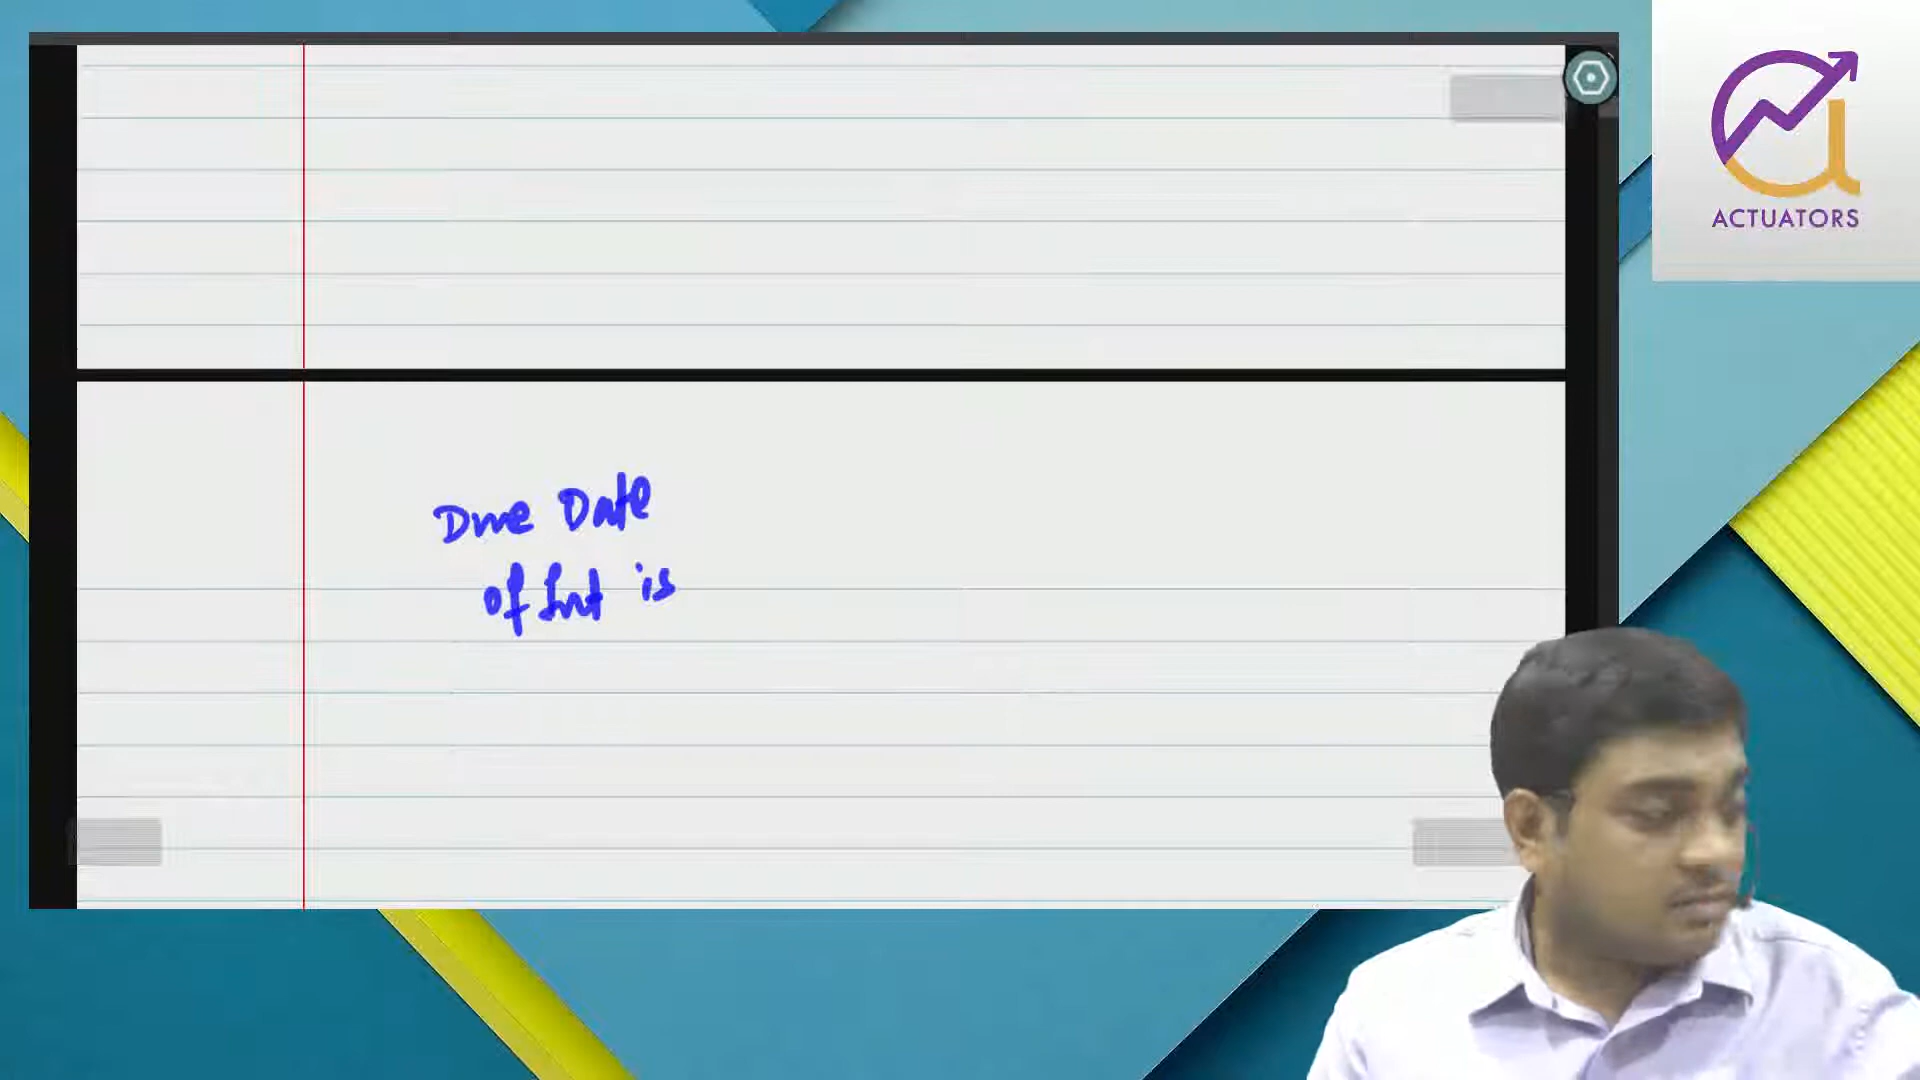 ACTUATORS
Due Date
of Int is